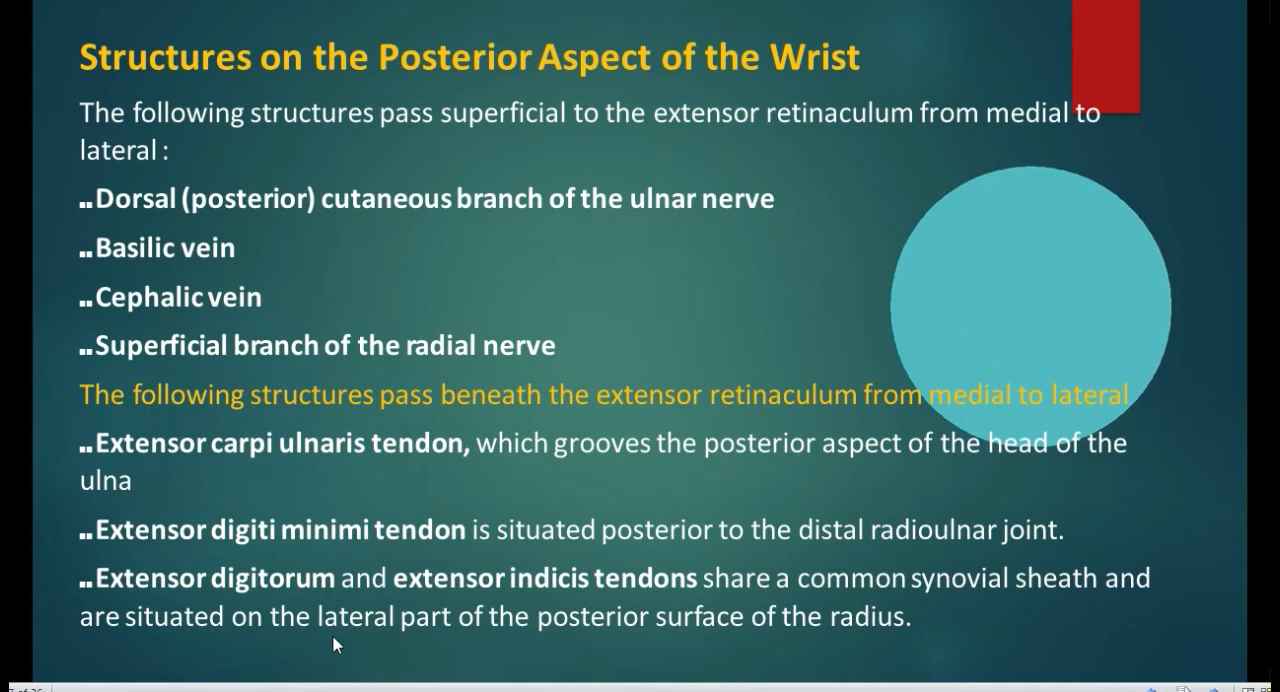 Structures on the Posterior Aspect of the Wrist
The following structures pass superficial to the extensor retinaculum from medial to
lateral :
..Dorsal (posterior) cutaneous branch of the ulnar nerve
..Basilic vein
..Cephalic vein
..Superficial branch of the radial nerve
The following structures pass beneath the extensor retinaculum from medial to lateral
..Extensor carpi ulnaris tendon, which grooves the posterior aspect of the head of the
ulna
..Extensor digiti minimi tendon is situated posterior to the distal radioulnar joint.
..Extensor digitorum and extensor indicis tendons share a common synovial sheath and
are situated on the lateral part of the posterior surface of the radius.